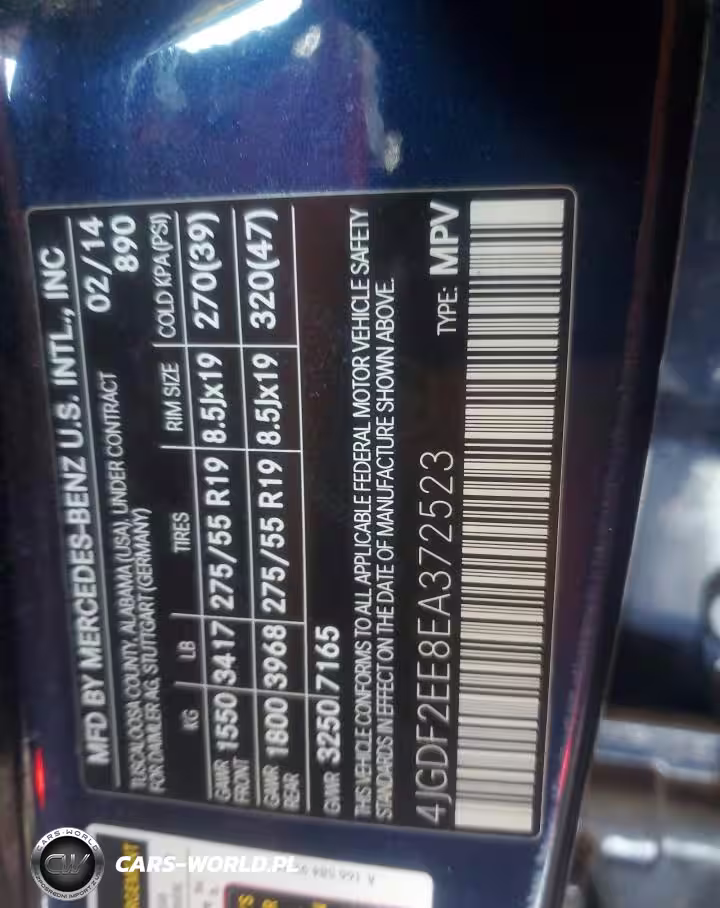 MFD BY MERCEDES-BENZ U.S. INTL., INC
TUSCALOOSA COUNTY, ALABAMA (USA), UNDER CONTRACT 02/14
FOR DAIMLER AG, STUTTGART (GERMANY) 890
KG LB TIRES RIM SIZE COLD KPA(PSI)
GAWR FRONT 1550 3417 275/55 R19 8.5Jx19 270(39)
GAWR REAR 1800 3968 275/55 R19 8.5Jx19 320(47)
GWR 3250 7165
THIS VEHICLE CONFORMS TO ALL APPLICABLE FEDERAL MOTOR VEHICLE SAFETY
STANDARDS IN EFFECT ON THE DATE OF MANUFACTURE SHOWN ABOVE.
4JGDF2EE8EA372523 TYPE: MPV
CARS-WORLD
CW
CARS-WORLD.PL